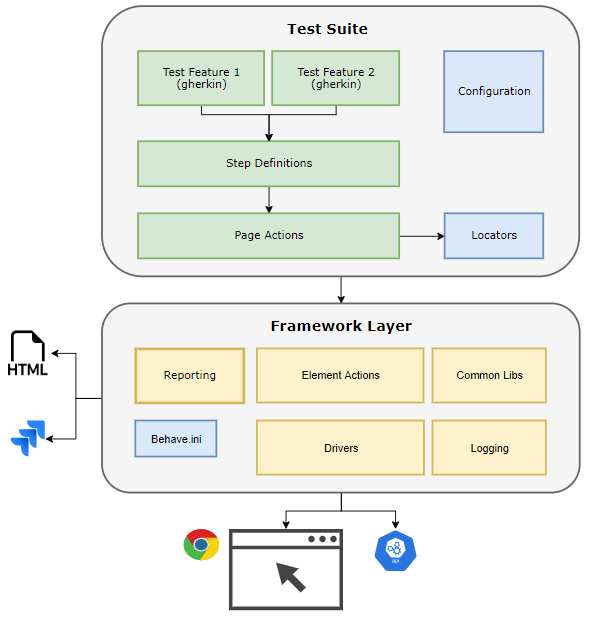 Test Suite
Test Feature 1
(gherkin)
Test Feature 2
(gherkin)
Configuration
Step Definitions
Page Actions
Locators
Framework Layer
HTML
Reporting
Element Actions
Common Libs
Behave.ini
Drivers
Logging
api